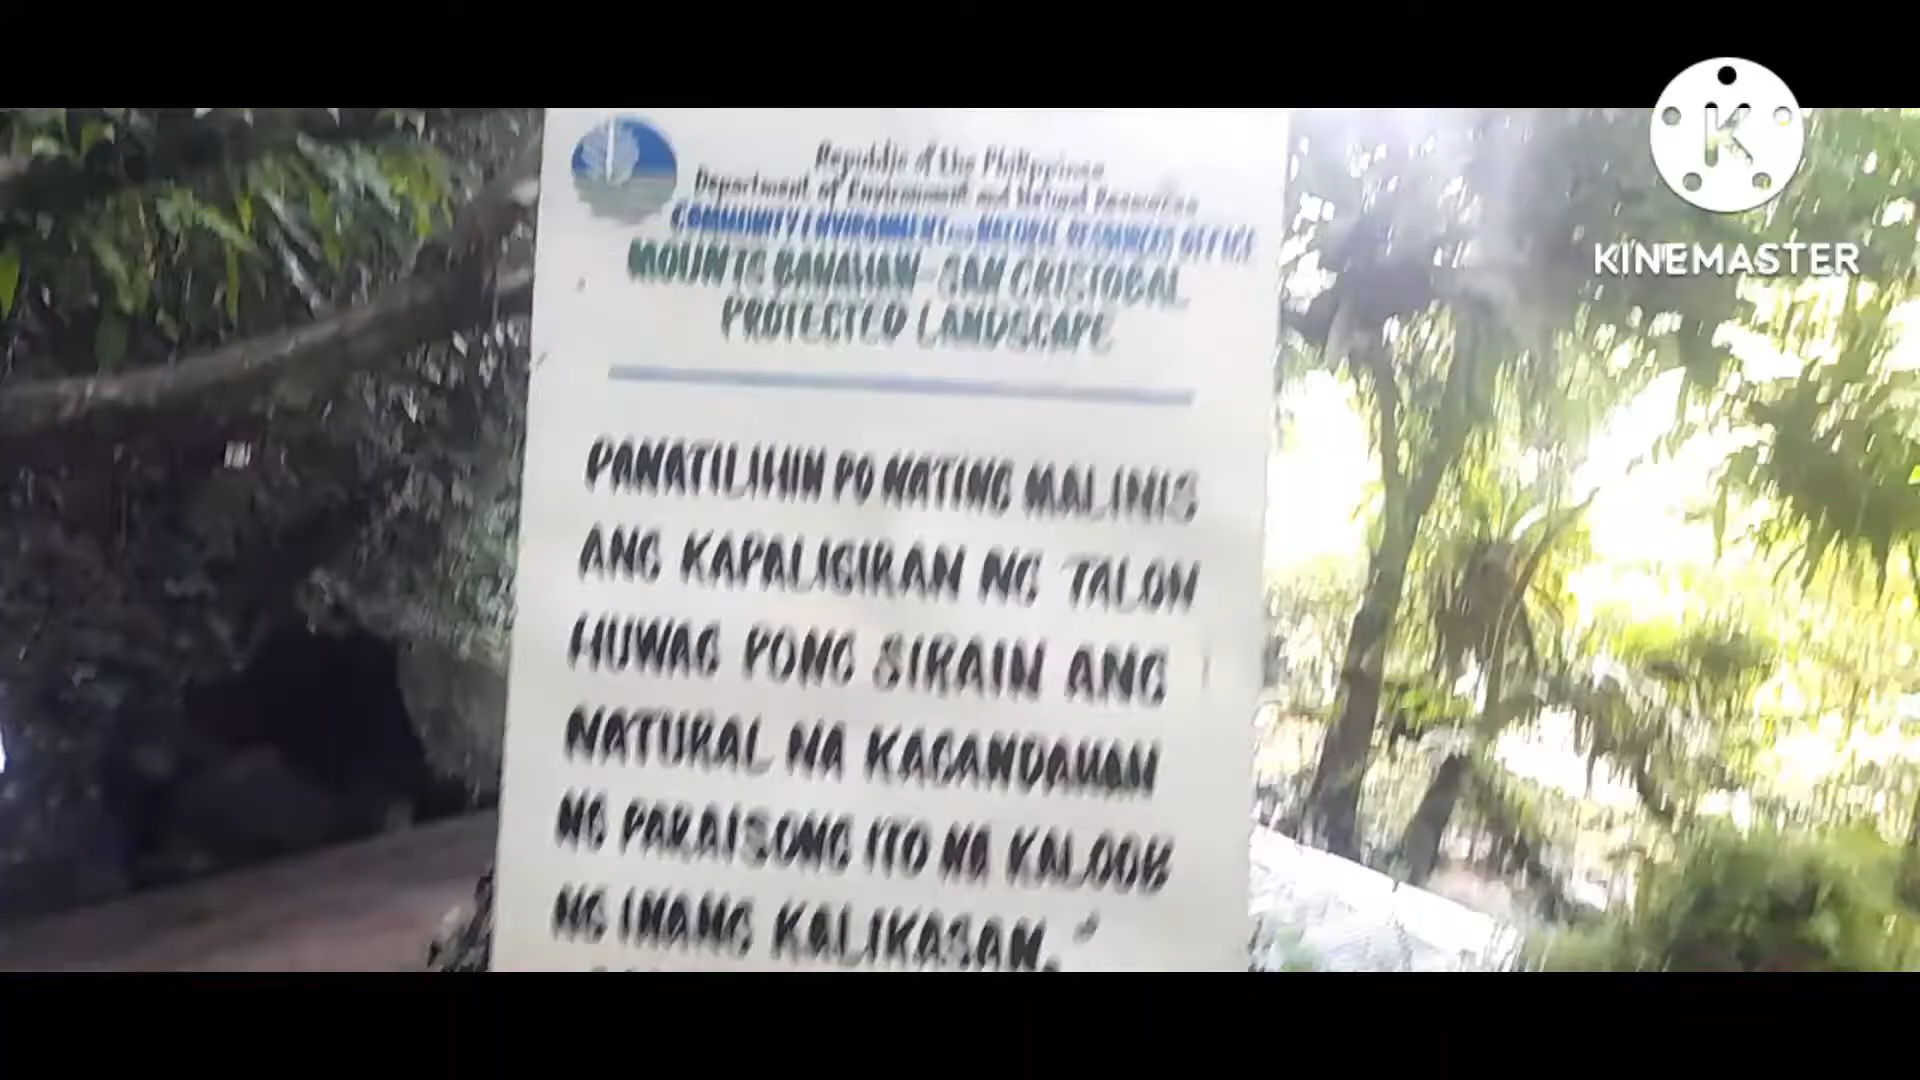 Republic of the Philippines
Department of Environment and Natural Resources
COMMUNITY ENVIRONMENT and NATURAL RESOURCES OFFICE
MOUNTS BANAHAW-SAN CRISTOBAL
PROTECTED LANDSCAPE
PANATILIHIN PO NATING MALINIS
ANG KAPALIGIRAN NG TALON
HUWAG PONG SIRAIN ANG
NATURAL NA KAGANDAHAN
NG PARAISONG ITO NA KALOOB
NG INANG KALIKASAN."
KINEMASTER